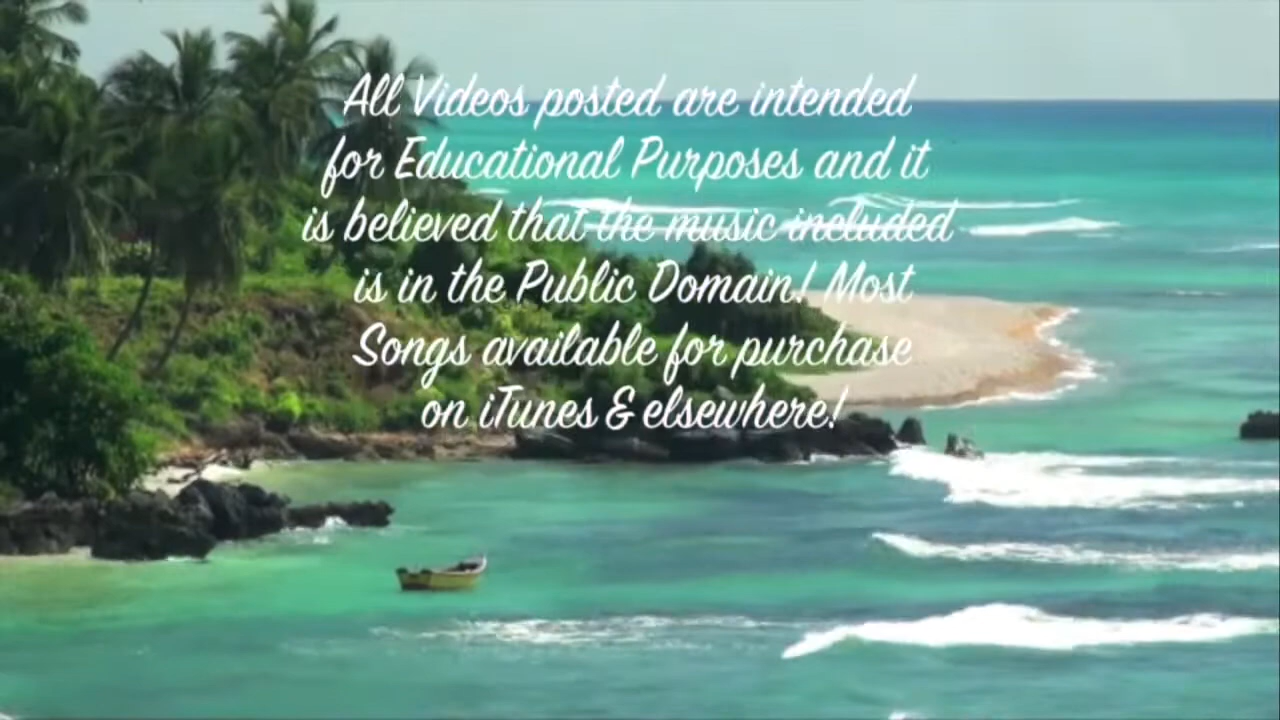 All Videos posted are intended
for Educational Purposes and it
is believed that the music included
is in the Public Domain! Most
Songs available for purchase
on iTunes & elsewhere!